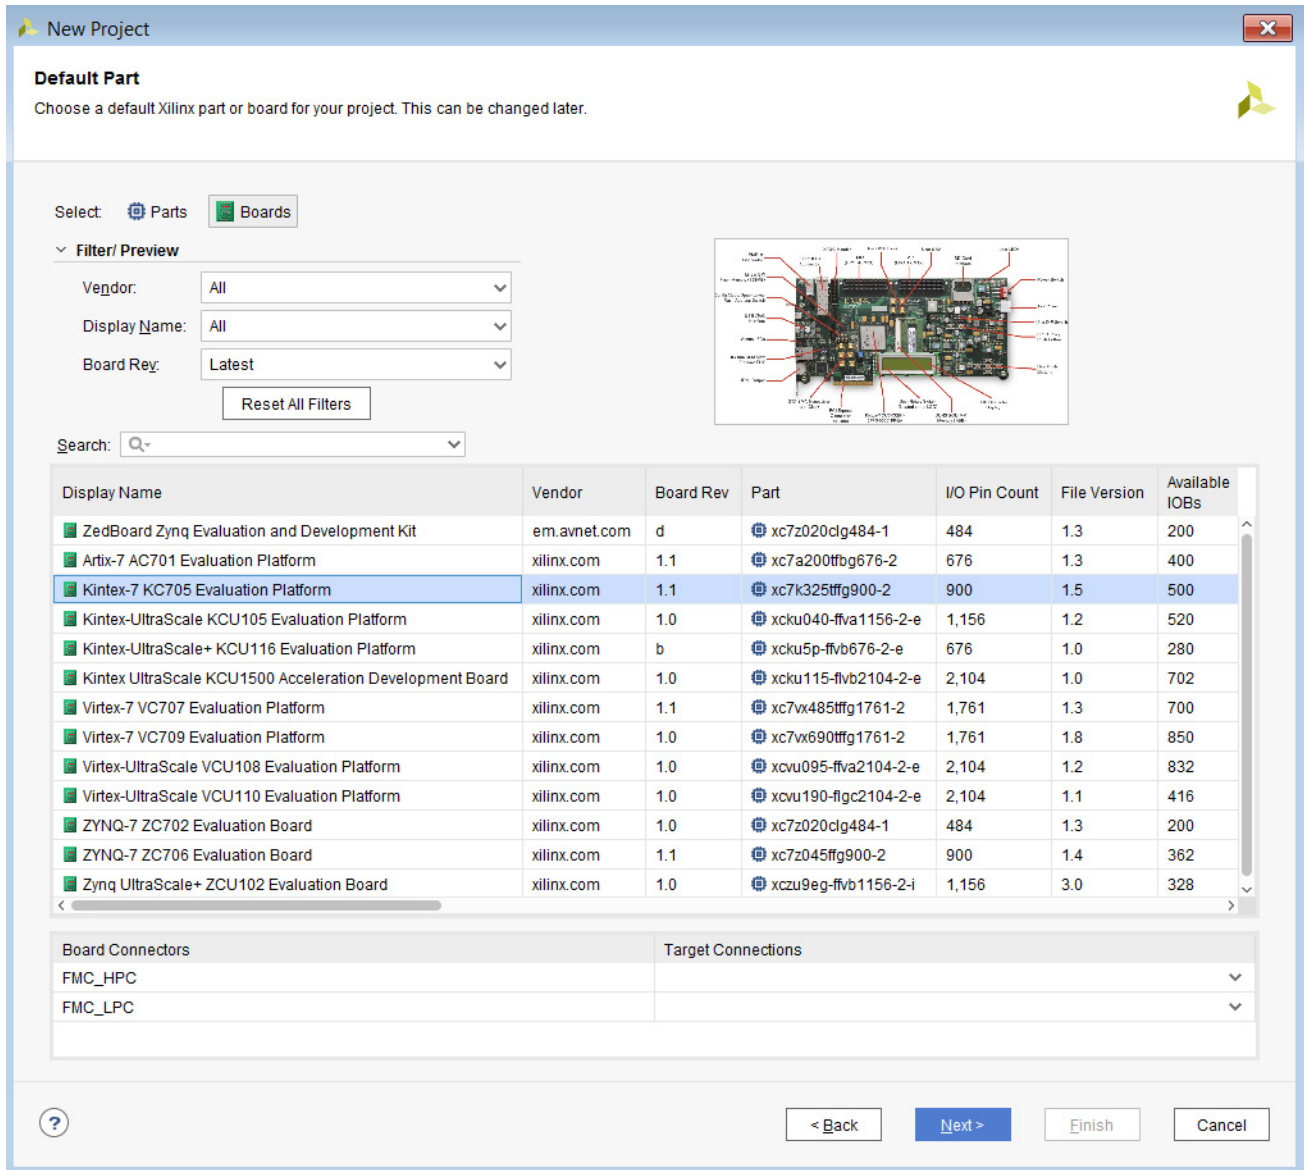 New Project
Default Part
Choose a default Xilinx part or board for your project. This can be changed later.
Select: Parts Boards
Filter/ Preview
Vendor: All
Display Name: All
Board Rev: Latest
Reset All Filters
Search:
Display Name Vendor Board Rev Part I/O Pin Count File Version Available IOBs
ZedBoard Zynq Evaluation and Development Kit em.avnet.com d xc7z020clg484-1 484 1.3 200
Artix-7 AC701 Evaluation Platform xilinx.com 1.1 xc7a200tfbg676-2 676 1.3 400
Kintex-7 KC705 Evaluation Platform xilinx.com 1.1 xc7k325tffg900-2 900 1.5 500
Kintex-UltraScale KCU105 Evaluation Platform xilinx.com 1.0 xcku040-ffva1156-2-e 1,156 1.2 520
Kintex-UltraScale+ KCU116 Evaluation Platform xilinx.com b xcku5p-ffvb676-2-e 676 1.0 280
Kintex UltraScale KCU1500 Acceleration Development Board xilinx.com 1.0 xcku115-flvb2104-2-e 2,104 1.0 702
Virtex-7 VC707 Evaluation Platform xilinx.com 1.1 xc7vx485tffg1761-2 1,761 1.3 700
Virtex-7 VC709 Evaluation Platform xilinx.com 1.0 xc7vx690tffg1761-2 1,761 1.8 850
Virtex-UltraScale VCU108 Evaluation Platform xilinx.com 1.0 xcvu095-ffva2104-2-e 2,104 1.2 832
Virtex-UltraScale VCU110 Evaluation Platform xilinx.com 1.0 xcvu190-flgc2104-2-e 2,104 1.1 416
ZYNQ-7 ZC702 Evaluation Board xilinx.com 1.0 xc7z020clg484-1 484 1.3 200
ZYNQ-7 ZC706 Evaluation Board xilinx.com 1.1 xc7z045ffg900-2 900 1.4 362
Zynq UltraScale+ ZCU102 Evaluation Board xilinx.com 1.0 xczu9eg-ffvb1156-2-i 1,156 3.0 328
Board Connectors Target Connections
FMC_HPC
FMC_LPC
? < Back Next > Finish Cancel